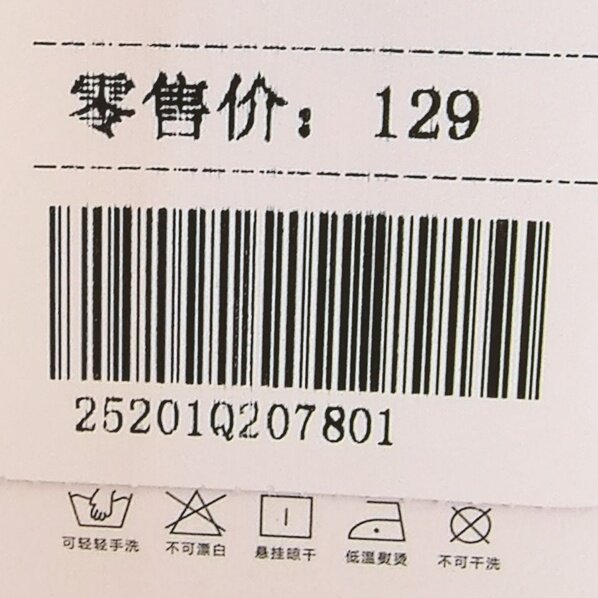 零售价：129
25201Q207801
可轻轻手洗 不可漂白 悬挂晾干 低温熨烫 不可干洗